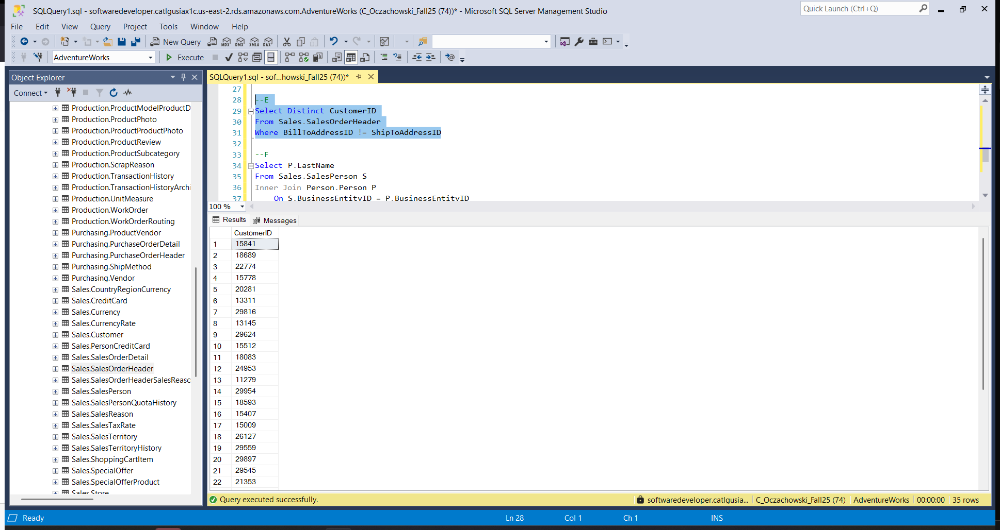 SQLQuery1.sql - softwaredeveloper.catlgusiax1c.us-east-2.rds.amazonaws.com.AdventureWorks (C_Oczachowski_Fall25 (74))* - Microsoft SQL Server Management Studio
Quick Launch (Ctrl+Q)
File Edit View Query Project Tools Window Help
New Query MDX DMX XMLA DAX
AdventureWorks Execute
Object Explorer
Connect
Production.ProductModelProductD
Production.ProductPhoto
Production.ProductProductPhoto
Production.ProductReview
Production.ProductSubcategory
Production.ScrapReason
Production.TransactionHistory
Production.TransactionHistoryArchi
Production.UnitMeasure
Production.WorkOrder
Production.WorkOrderRouting
Purchasing.ProductVendor
Purchasing.PurchaseOrderDetail
Purchasing.PurchaseOrderHeader
Purchasing.ShipMethod
Purchasing.Vendor
Sales.CountryRegionCurrency
Sales.CreditCard
Sales.Currency
Sales.CurrencyRate
Sales.Customer
Sales.PersonCreditCard
Sales.SalesOrderDetail
Sales.SalesOrderHeader
Sales.SalesOrderHeaderSalesReaso
Sales.SalesPerson
Sales.SalesPersonQuotaHistory
Sales.SalesReason
Sales.SalesTaxRate
Sales.SalesTerritory
Sales.SalesTerritoryHistory
Sales.ShoppingCartItem
Sales.SpecialOffer
Sales.SpecialOfferProduct
Sales.Store
SQLQuery1.sql - sof...howski_Fall25 (74))*
27
28 --E
29 Select Distinct CustomerID
30 From Sales.SalesOrderHeader
31 Where BillToAddressID != ShipToAddressID
32
33 --F
34 Select P.LastName
35 From Sales.SalesPerson S
36 Inner Join Person.Person P
37 On S.BusinessEntityID = P.BusinessEntityID
100 %
Results Messages
CustomerID
1 15841
2 18689
3 22774
4 15778
5 20281
6 13311
7 29816
8 13145
9 29624
10 15512
11 18083
12 24953
13 11279
14 29954
15 18593
16 15407
17 15009
18 26127
19 29559
20 29897
21 29545
22 21353
Query executed successfully. softwaredeveloper.catlgusia... C_Oczachowski_Fall25 (74) AdventureWorks 00:00:00 35 rows
Ready Ln 28 Col 1 Ch 1 INS